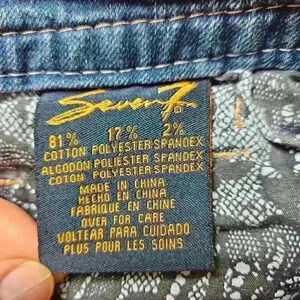 Seven7
81% 17% 2%
COTTON POLYESTER SPANDEX
ALGODON POLIESTER SPANDEX
COTON POLYESTER SPANDEX
MADE IN CHINA
HECHO EN CHINA
FABRIQUE EN CHINE
OVER FOR CARE
VOLTEAR PARA CUIDADO
PLUS POUR LES SOINS